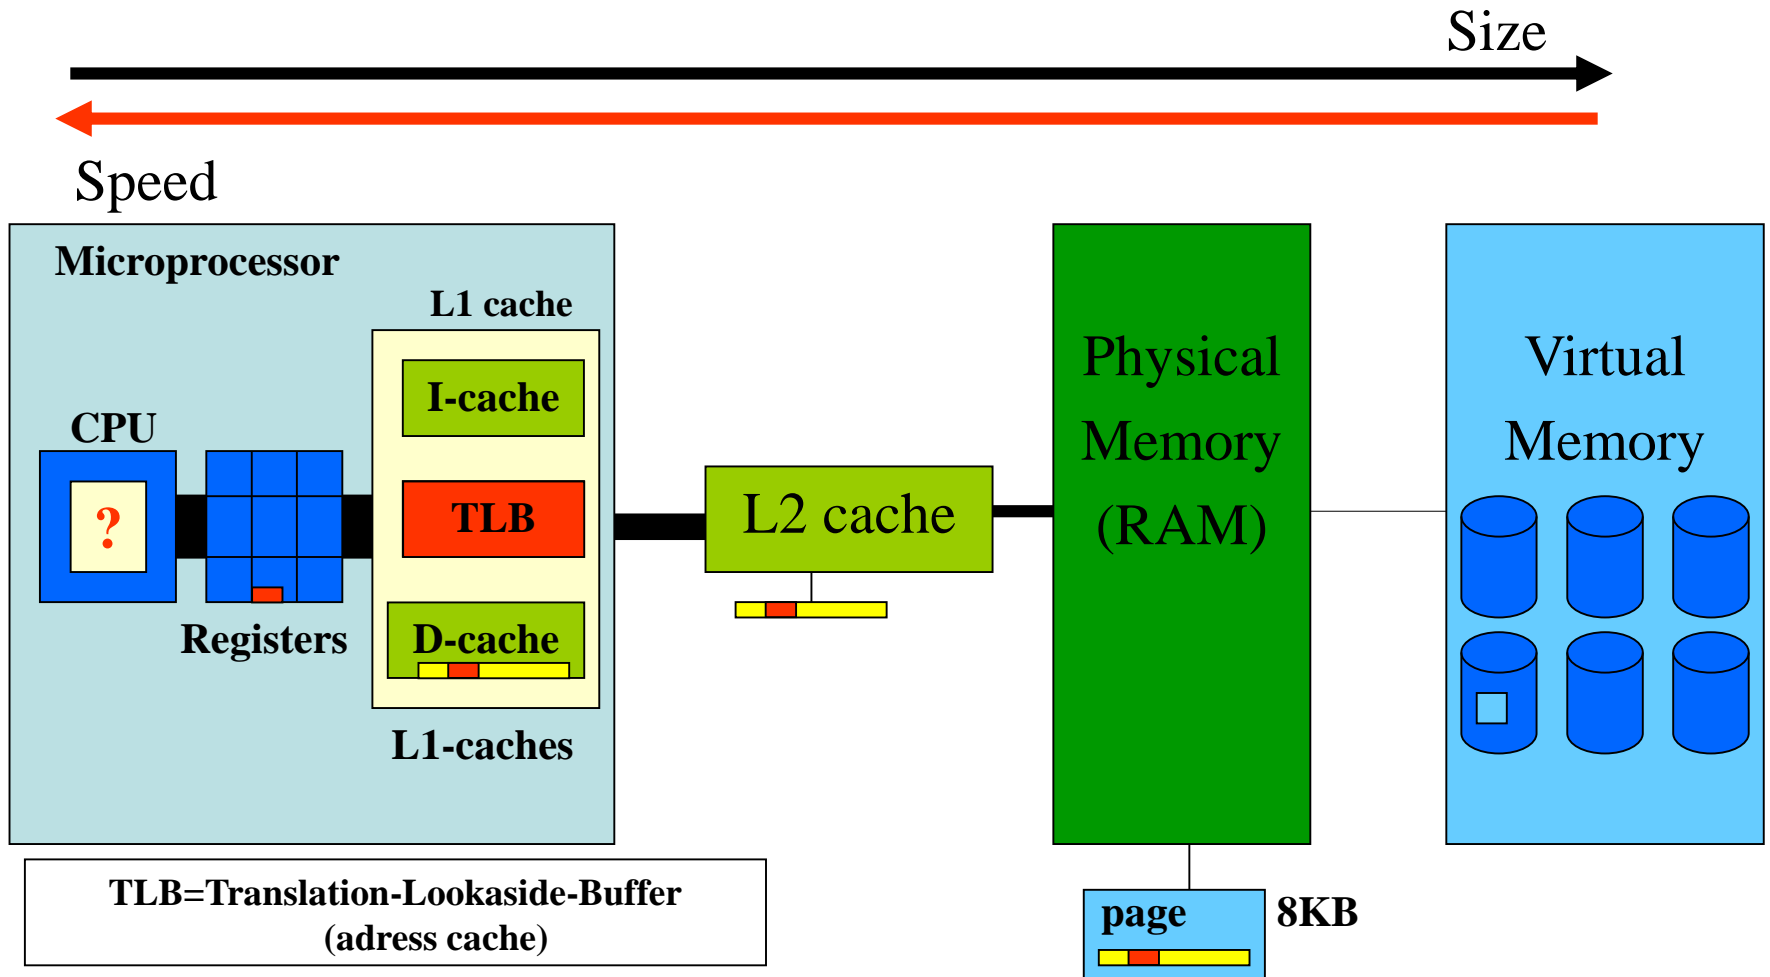 Size
Speed
Microprocessor
L1 cache
I-cache
CPU
?
TLB
Registers
D-cache
L1-caches
L2 cache
Physical
Memory
(RAM)
Virtual
Memory
TLB=Translation-Lookaside-Buffer
(adress cache)
page
8KB